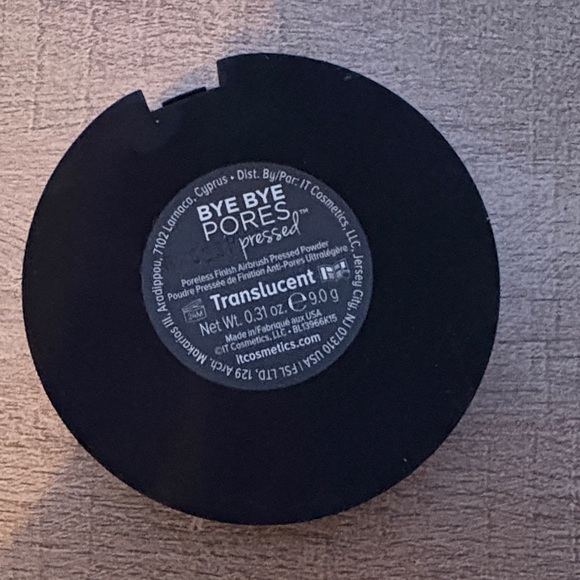 BYE BYE
PORES™
pressed
Poreless Finish Airbrush Pressed Powder
Poudre Pressée de Finition Anti-Pores Ultralégère
Translucent
24M
Net Wt. 0.31 oz. ℮ 9.0 g
Made in/Fabriqué aux USA
©IT Cosmetics, LLC • BL13966K15
itcosmetics.com
Dist. By/Par: IT Cosmetics, LLC, Jersey City, NJ 07310 USA | FSL LTD, 129 Arch. Makarios III, Aradippou, 7102 Larnaca, Cyprus •